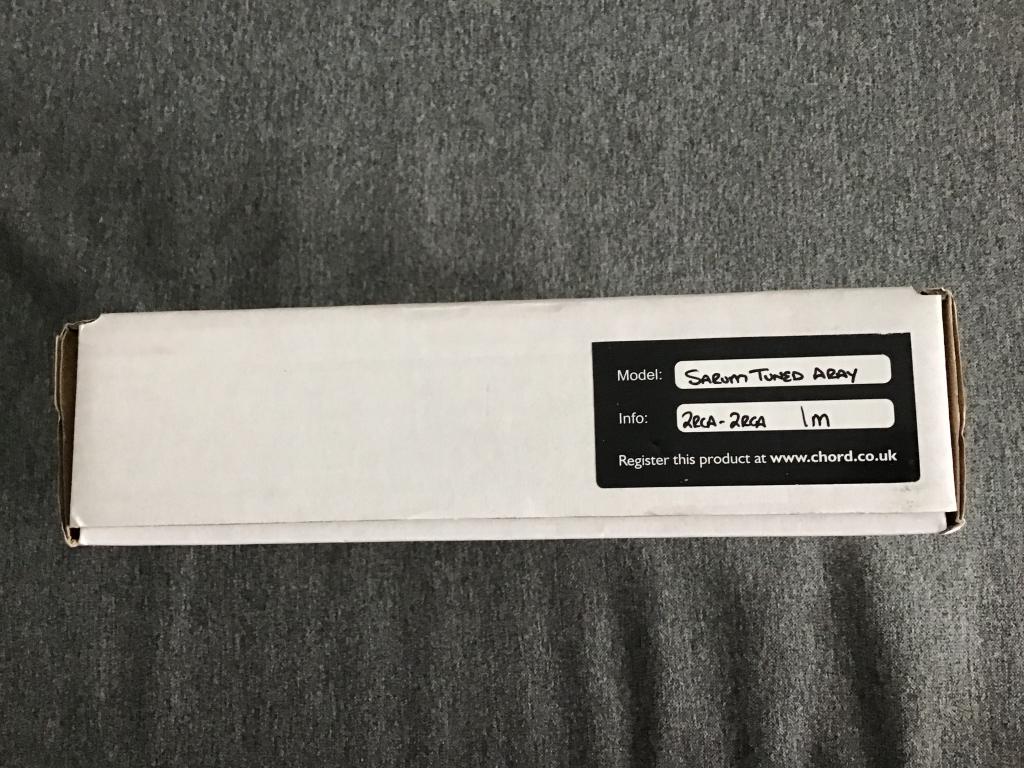 Model: SARUM TUNED ARAY
Info: 2RCA - 2RCA 1m
Register this product at www.chord.co.uk